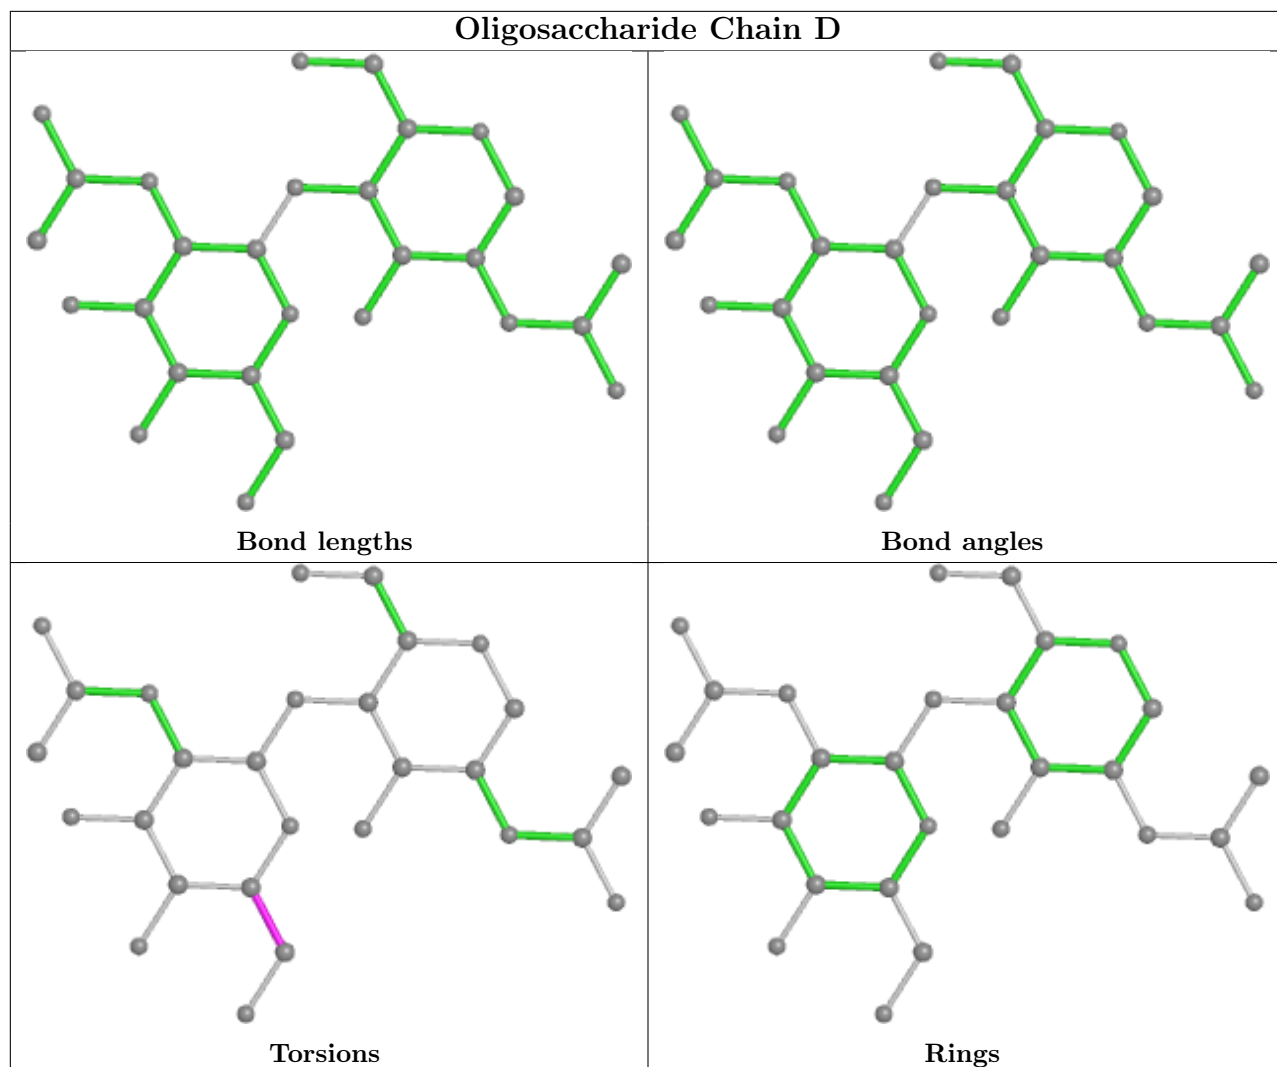 Oligosaccharide Chain D
Bond lengths
Bond angles
Torsions
Rings